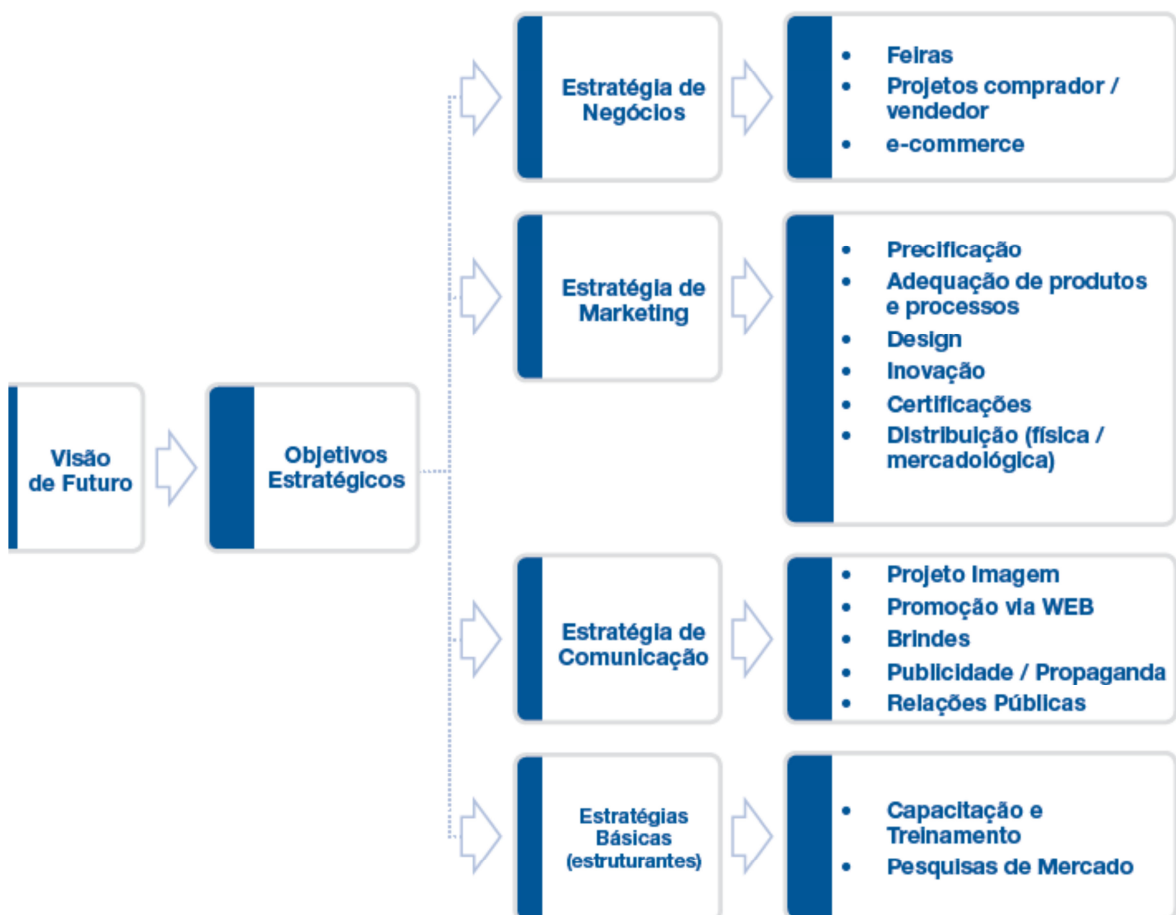 Visão
de Futuro
Objetivos
Estratégicos
Estratégia de
Negócios
• Feiras
• Projetos comprador /
vendedor
• e-commerce
Estratégia de
Marketing
• Precificação
• Adequação de produtos
e processos
• Design
• Inovação
• Certificações
• Distribuição (física /
mercadológica)
Estratégia de
Comunicação
• Projeto Imagem
• Promoção via WEB
• Brindes
• Publicidade / Propaganda
• Relações Públicas
Estratégias
Básicas
(estruturantes)
• Capacitação e
Treinamento
• Pesquisas de Mercado